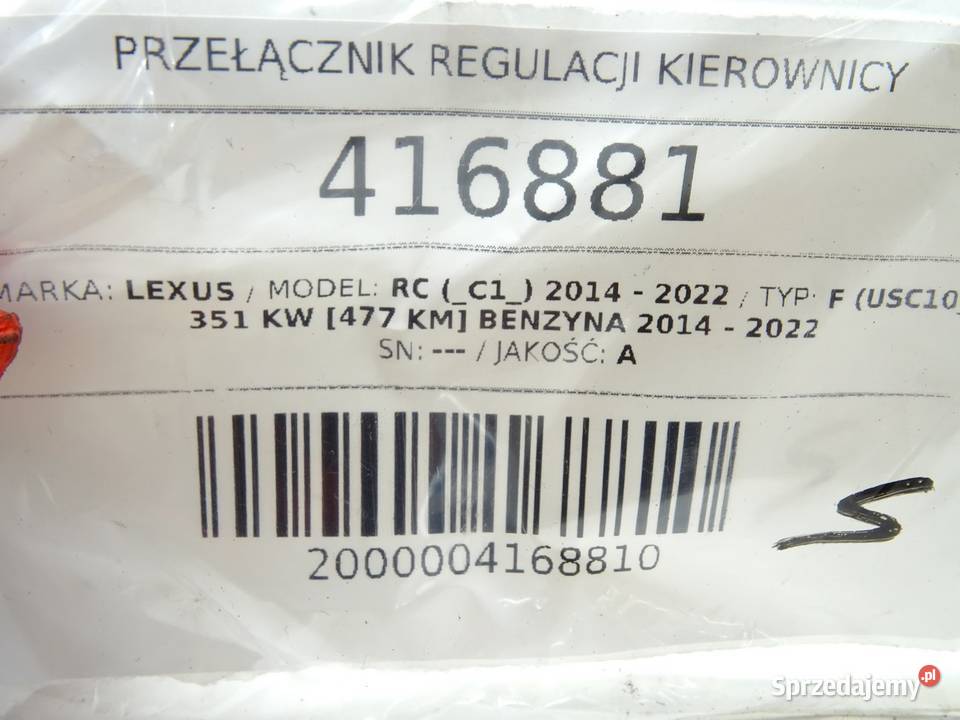 PRZEŁĄCZNIK REGULACJI KIEROWNICY
416881
MARKA: LEXUS / MODEL: RC (_C1_) 2014 - 2022 / TYP: F (USC10_
351 KW [477 KM] BENZYNA 2014 - 2022
SN: --- / JAKOŚĆ: A
2000004168810
S
Sprzedajemy.pl